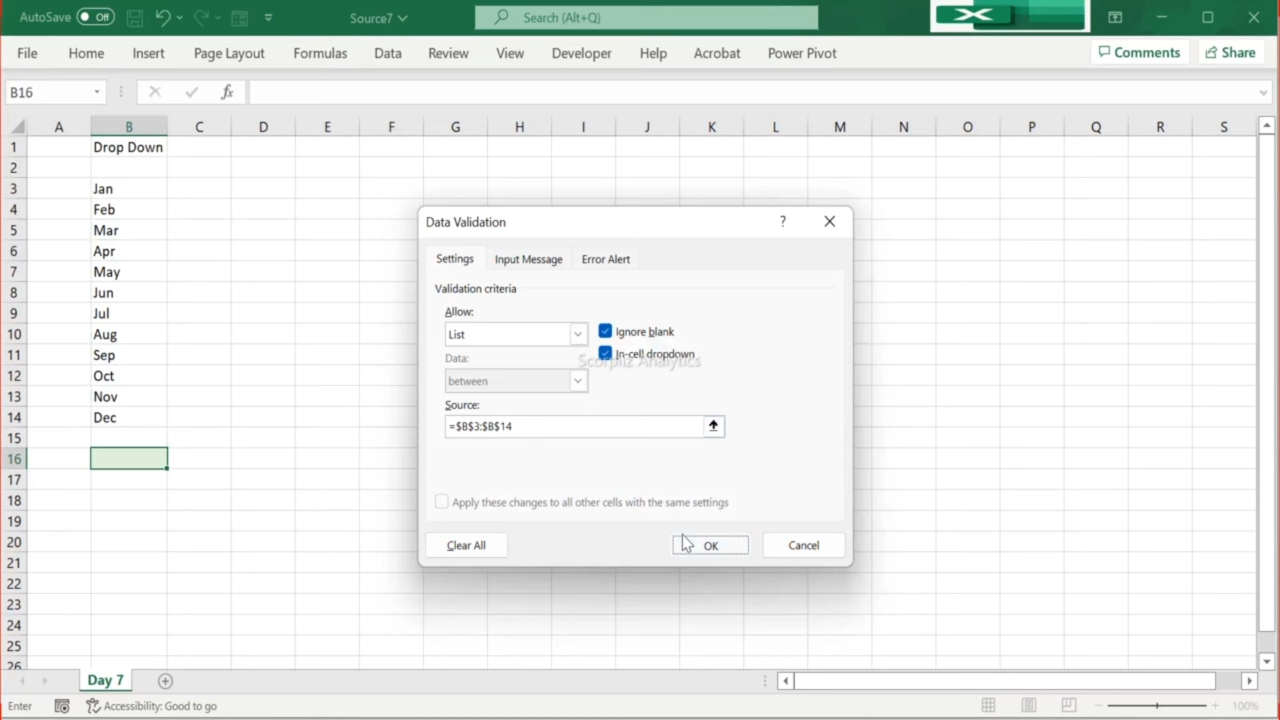 AutoSave Off Source7 Search (Alt+Q)
File Home Insert Page Layout Formulas Data Review View Developer Help Acrobat Power Pivot Comments Share
B16 fx
A B C D E F G H I J K L M N O P Q R S
1 Drop Down
2
3 Jan
4 Feb
5 Mar
6 Apr
7 May
8 Jun
9 Jul
10 Aug
11 Sep
12 Oct
13 Nov
14 Dec
15
16
17
18
19
20
21
22
23
24
25
26
Data Validation ?
Settings Input Message Error Alert
Validation criteria
Allow:
List Ignore blank
Data: In-cell dropdown
Scorpliz Analytics
between
Source:
=$B$3:$B$14
Apply these changes to all other cells with the same settings
Clear All OK Cancel
Day 7
Enter Accessibility: Good to go 100%